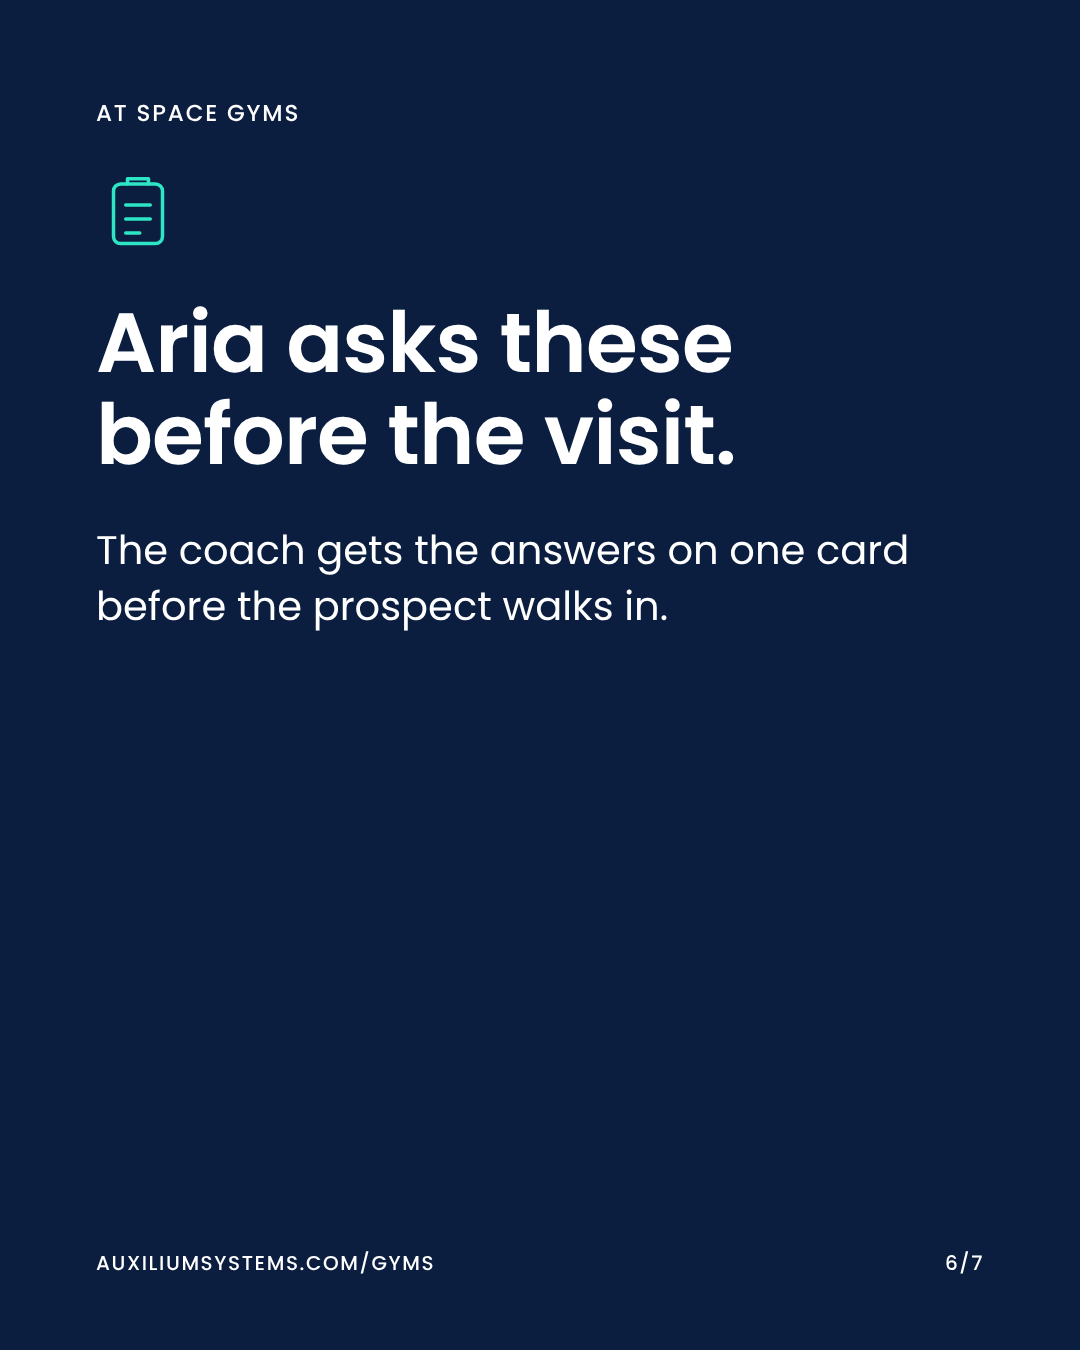 AT SPACE GYMS
Aria asks these
before the visit.
The coach gets the answers on one card
before the prospect walks in.
AUXILIUMSYSTEMS.COM/GYMS
6/7